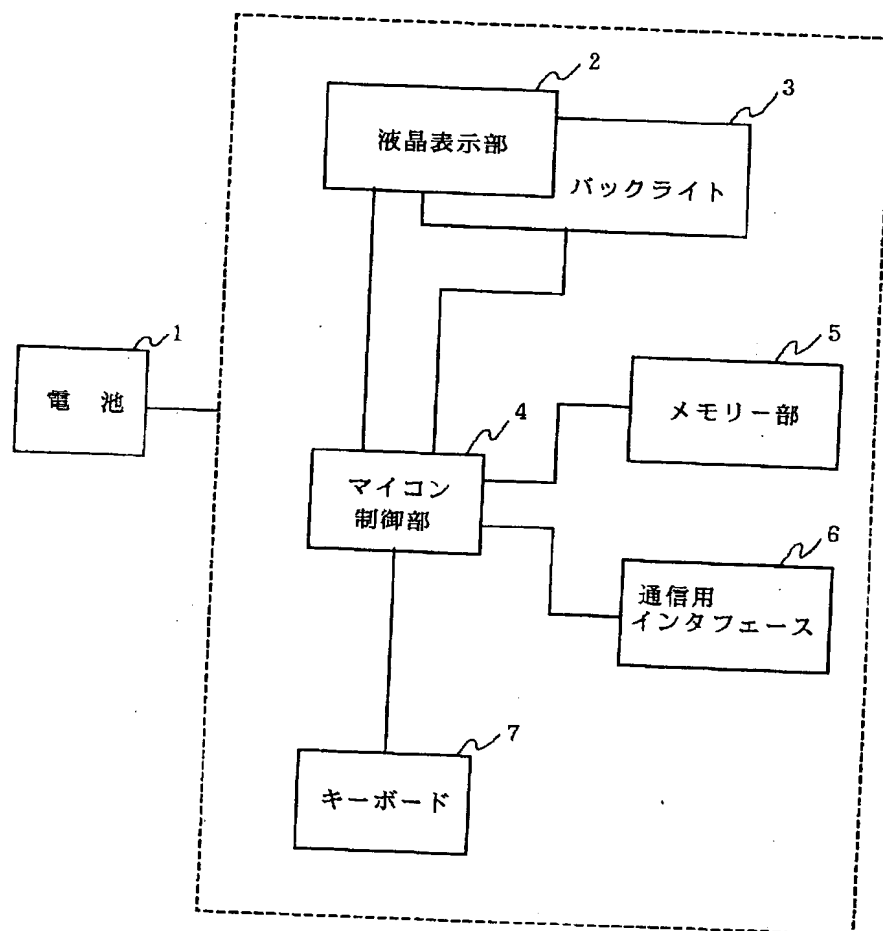 2
液晶表示部
3
バックライト
1
電池
5
メモリー部
4
マイコン
制御部
6
通信用
インタフェース
7
キーボード